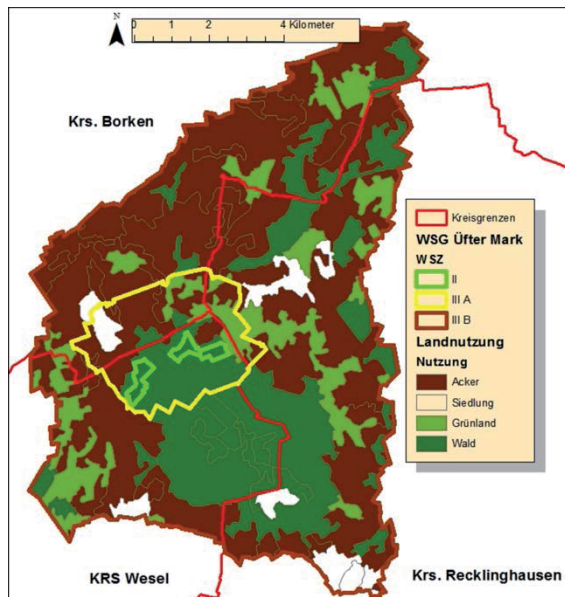 N
0 2 4 Kilometer
Krs. Borken
Kreisgrenzen
WSG Üfter Mark
WSZ
II
III A
III B
Landnutzung
Nutzung
Acker
Siedlung
Grünland
Wald
KRS Wesel
Krs. Recklinghausen